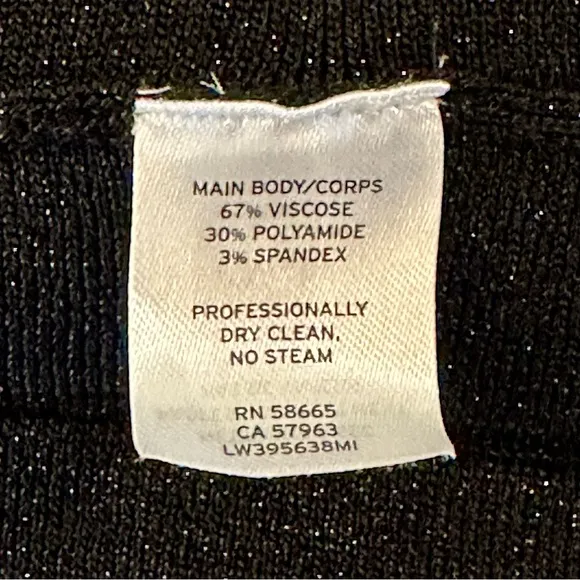 MAIN BODY/CORPS
67% VISCOSE
30% POLYAMIDE
3% SPANDEX
PROFESSIONALLY
DRY CLEAN,
NO STEAM
RN 58665
CA 57963
LW395638MI